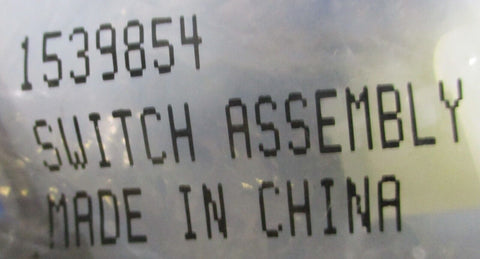 1539854
SWITCH ASSEMBLY
MADE IN CHINA